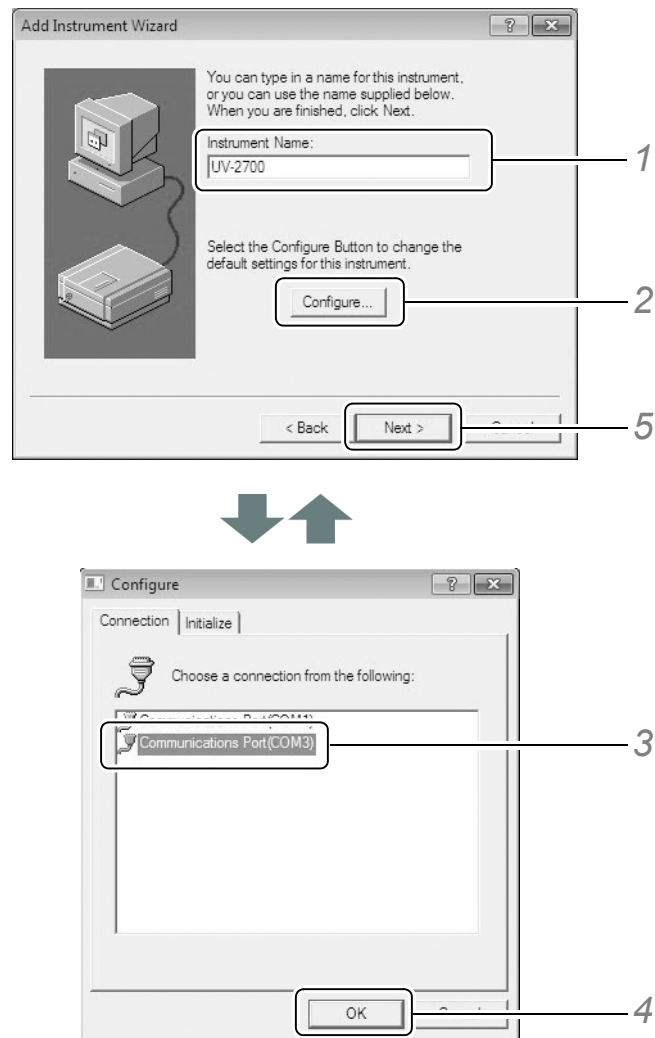 Add Instrument Wizard
You can type in a name for this instrument,
or you can use the name supplied below.
When you are finished, click Next.
Instrument Name:
UV-2700
1
Select the Configure Button to change the
default settings for this instrument.
Configure...
2
< Back Next >
5
Configure
Connection Initialize
Choose a connection from the following:
Communications Port(COM1)
Communications Port(COM3)
3
OK
4